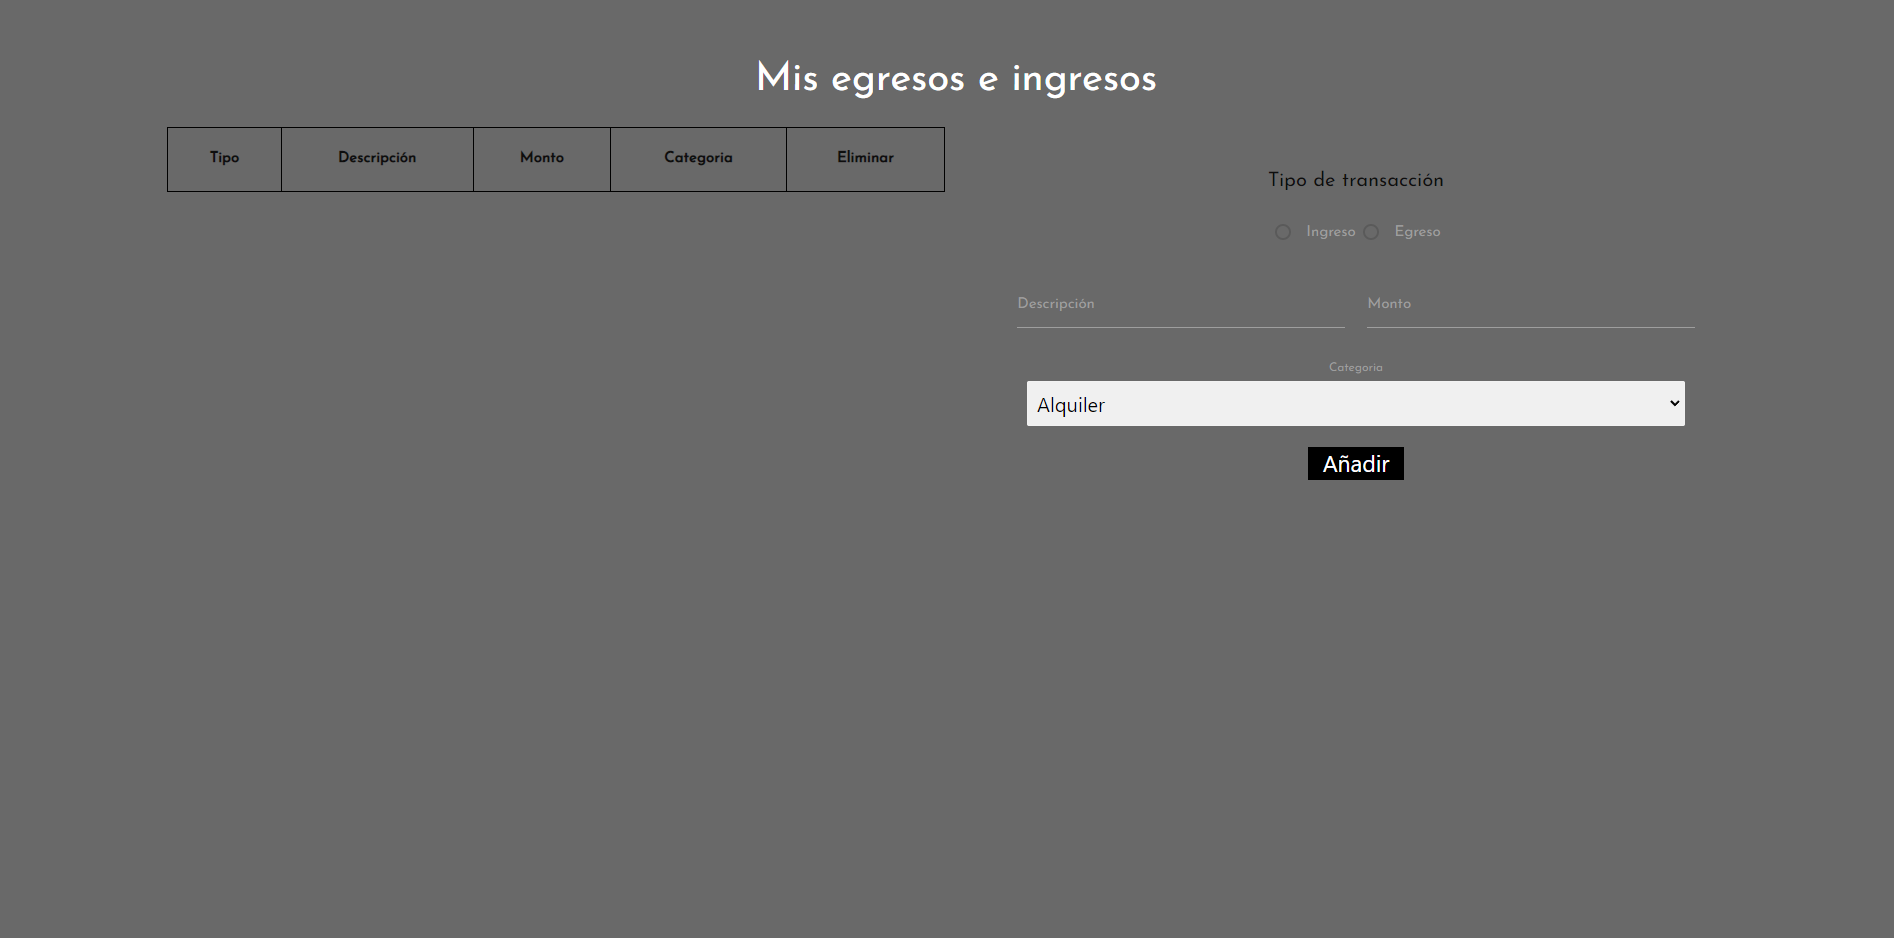 Mis egresos e ingresos
Tipo Descripción Monto Categoria Eliminar
Tipo de transacción
Ingreso Egreso
Descripción Monto
Categoria
Alquiler
Añadir